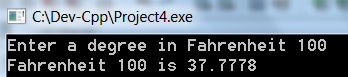 C:\Dev-Cpp\Project4.exe
Enter a degree in Fahrenheit 100
Fahrenheit 100 is 37.7778